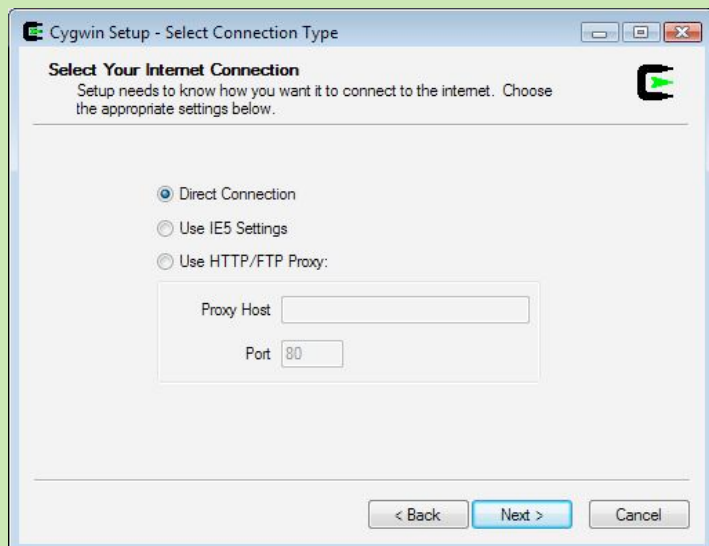 Cygwin Setup - Select Connection Type
Select Your Internet Connection
Setup needs to know how you want it to connect to the internet.  Choose
the appropriate settings below.
Direct Connection
Use IE5 Settings
Use HTTP/FTP Proxy:
Proxy Host
Port 80
< Back Next > Cancel